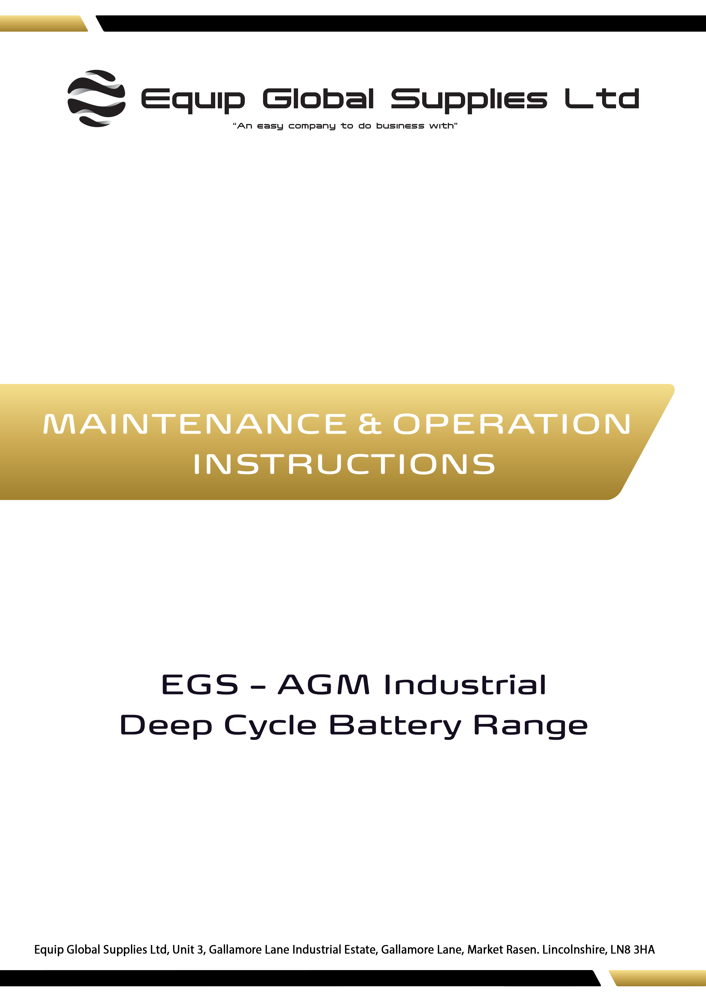 Equip Global Supplies Ltd
“An easy company to do business with”
MAINTENANCE & OPERATION
INSTRUCTIONS
EGS – AGM Industrial
Deep Cycle Battery Range
Equip Global Supplies Ltd, Unit 3, Gallamore Lane Industrial Estate, Gallamore Lane, Market Rasen. Lincolnshire, LN8 3HA